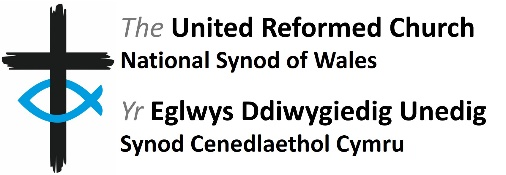 The United Reformed Church
National Synod of Wales
Yr Eglwys Ddiwygiedig Unedig
Synod Cenedlaethol Cymru